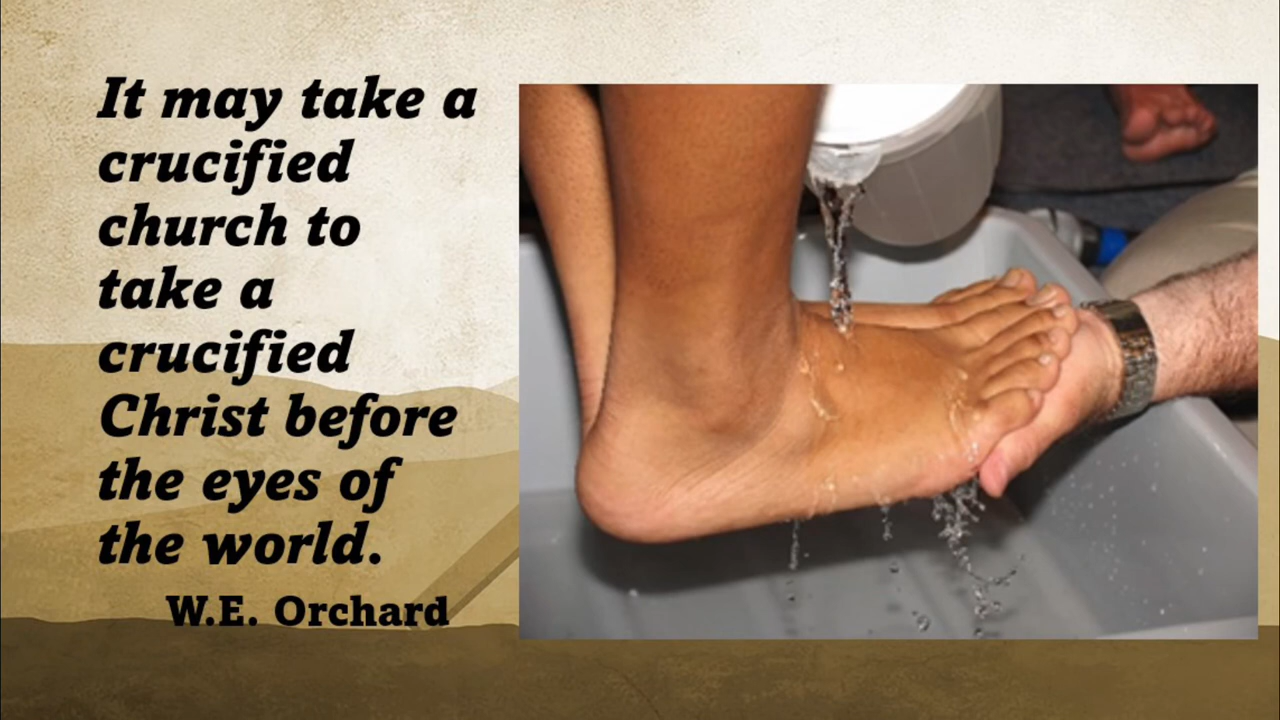 It may take a
crucified
church to
take a
crucified
Christ before
the eyes of
the world.
W.E. Orchard